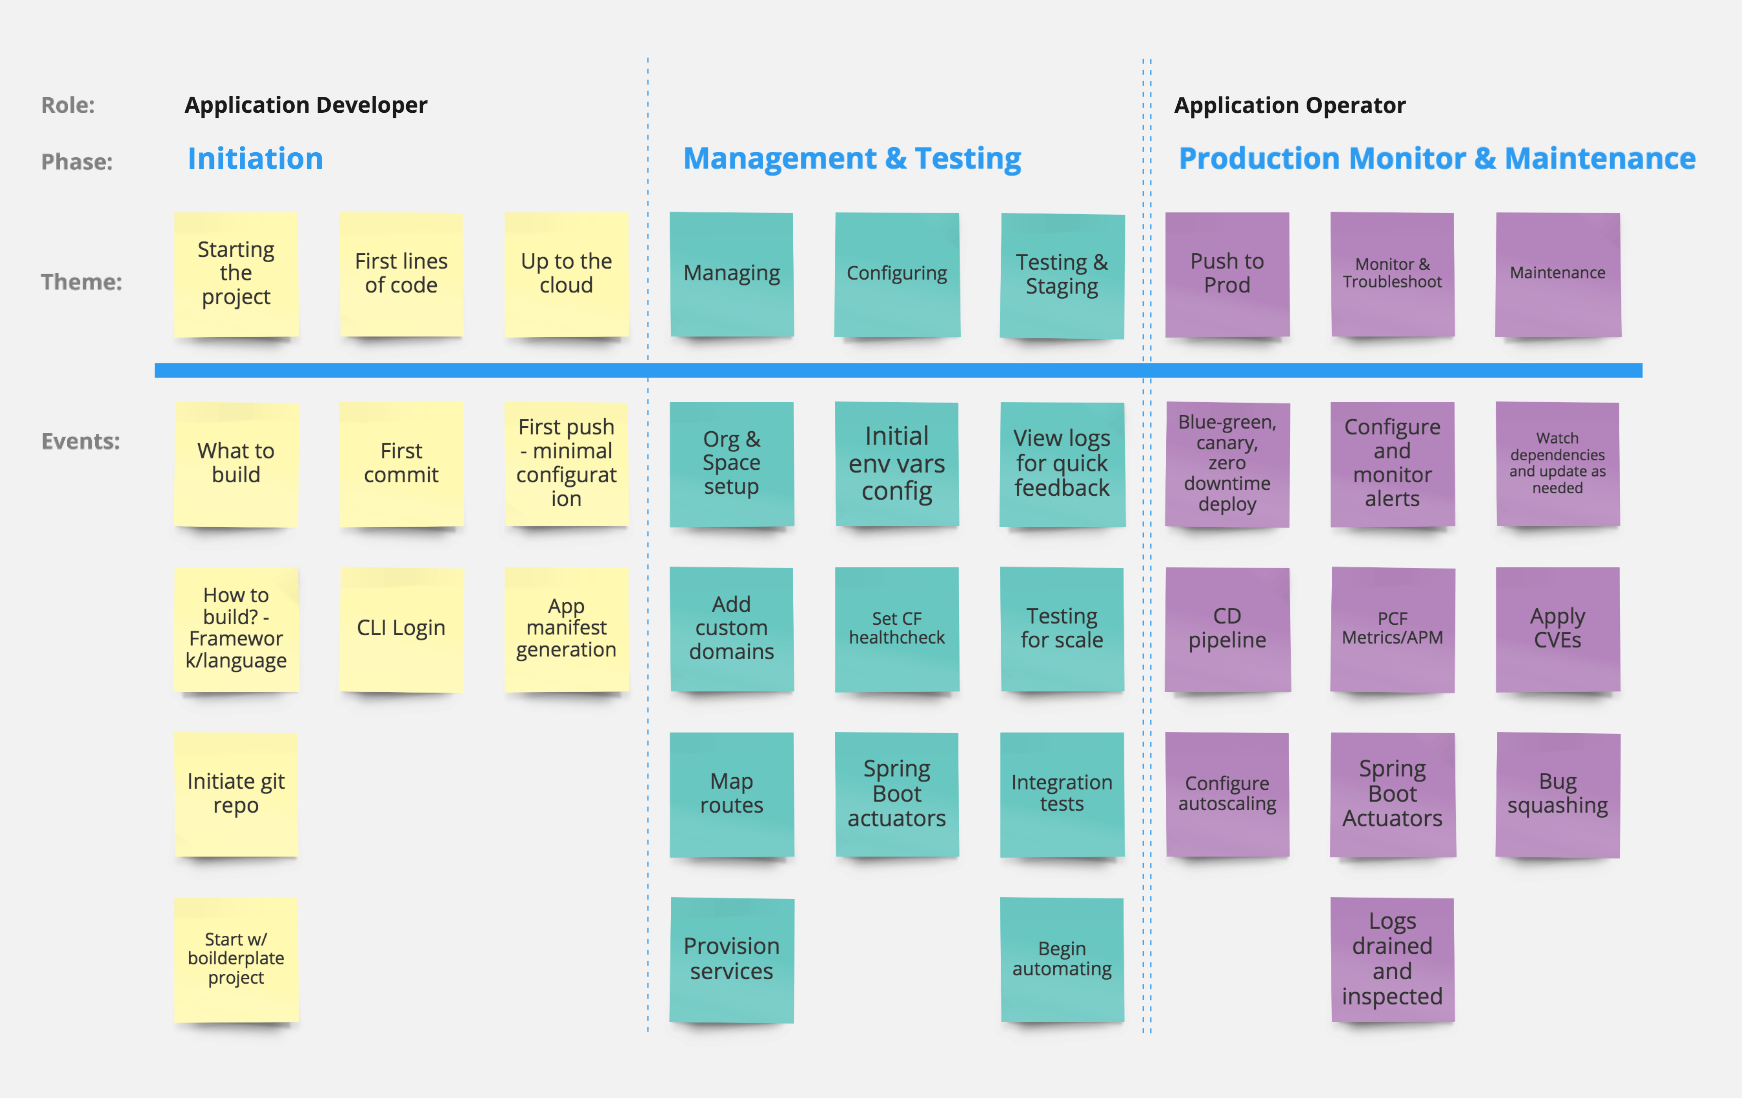 Role:
Application Developer
Application Operator
Phase:
Initiation
Management & Testing
Production Monitor & Maintenance
Theme:
Starting
the
project
First lines
of code
Up to the
cloud
Managing
Configuring
Testing &
Staging
Push to
Prod
Monitor &
Troubleshoot
Maintenance
Events:
What to
build
First
commit
First push
- minimal
configurat
ion
Org &
Space
setup
Initial
env vars
config
View logs
for quick
feedback
Blue-green,
canary,
zero
downtime
deploy
Configure
and
monitor
alerts
Watch
dependencies
and update as
needed
How to
build? -
Framewor
k/language
CLI Login
App
manifest
generation
Add
custom
domains
Set CF
healthcheck
Testing
for scale
CD
pipeline
PCF
Metrics/APM
Apply
CVEs
Initiate git
repo
Map
routes
Spring
Boot
actuators
Integration
tests
Configure
autoscaling
Spring
Boot
Actuators
Bug
squashing
Start w/
boilderplate
project
Provision
services
Begin
automating
Logs
drained
and
inspected